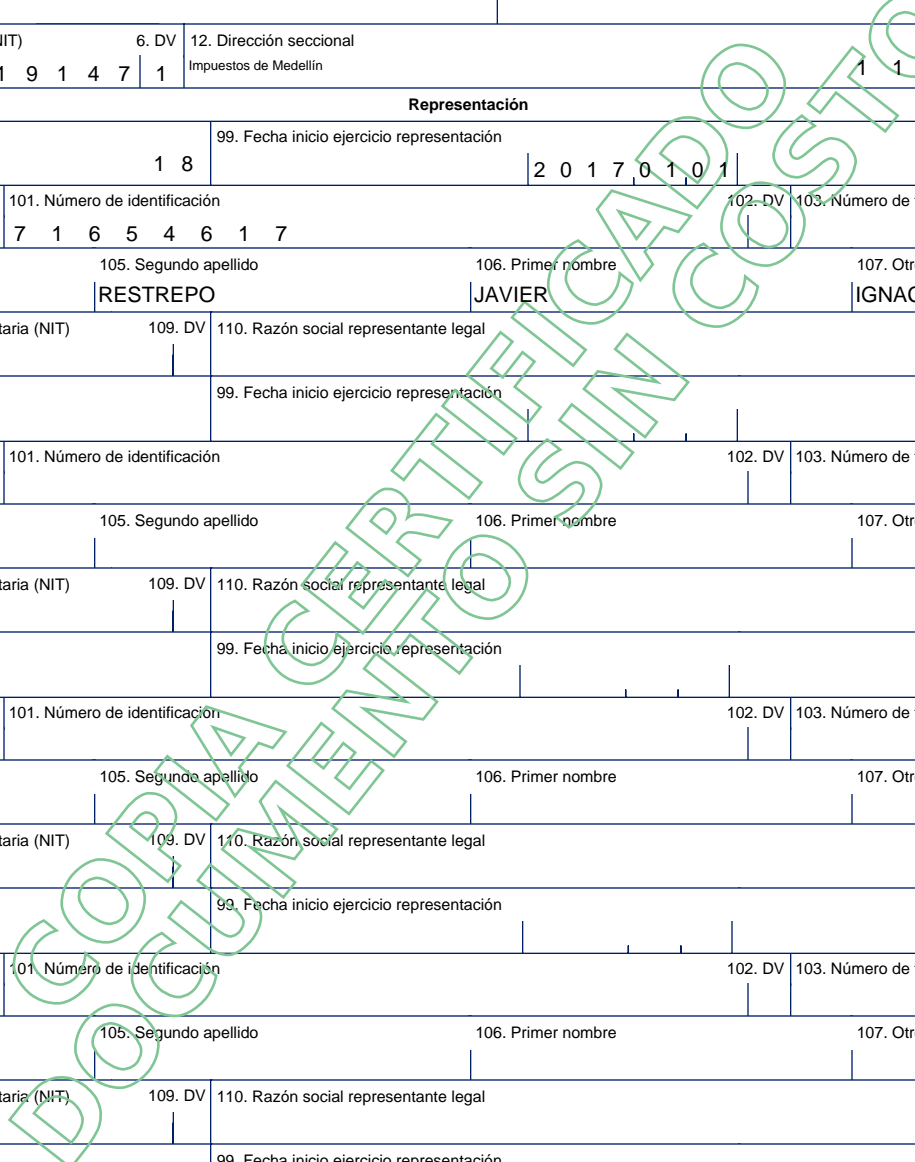 NIT) 6. DV 12. Dirección seccional
1 9 1 4 7 1 Impuestos de Medellín 1 1
Representación
99. Fecha inicio ejercicio representación
1 8 2 0 1 7 0 1 0 1
101. Número de identificación 102. DV 103. Número de
7 1 6 5 4 6 1 7
105. Segundo apellido 106. Primer nombre 107. Otr
RESTREPO JAVIER IGNAC
taria (NIT) 109. DV 110. Razón social representante legal
99. Fecha inicio ejercicio representación
101. Número de identificación 102. DV 103. Número de
105. Segundo apellido 106. Primer nombre 107. Otr
taria (NIT) 109. DV 110. Razón social representante legal
99. Fecha inicio ejercicio representación
101. Número de identificación 102. DV 103. Número de
105. Segundo apellido 106. Primer nombre 107. Otr
taria (NIT) 109. DV 110. Razón social representante legal
99. Fecha inicio ejercicio representación
101. Número de identificación 102. DV 103. Número de
105. Segundo apellido 106. Primer nombre 107. Otr
taria (NIT) 109. DV 110. Razón social representante legal
99. Fecha inicio ejercicio representación
COPIA CERTIFICADO
DOCUMENTO SIN COSTO